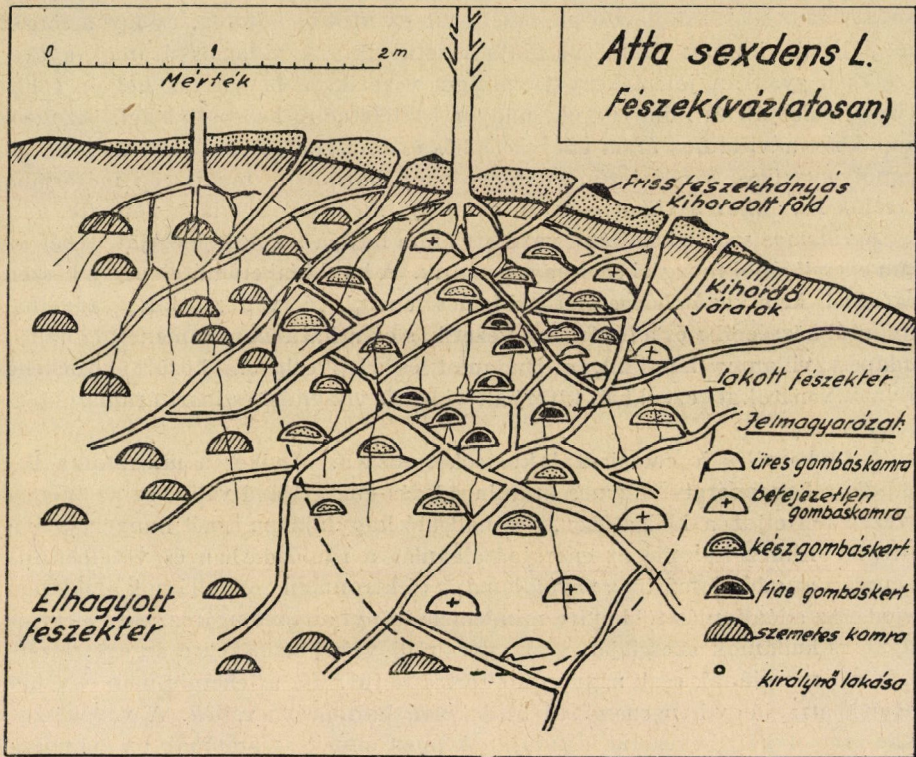 Atta sexdens L.
Fészek (vázlatosan.)
0 1 2 m
Mérték
Friss fészekhányás
Kihordott föld
Kihordó
járatok
lakott fészektér
Jelmagyarázat:
üres gombáskamra
befejezetlen
gombáskamra
kész gombáskert
fias gombáskert
szemetes kamra
királynő lakása
Elhagyott
fészektér